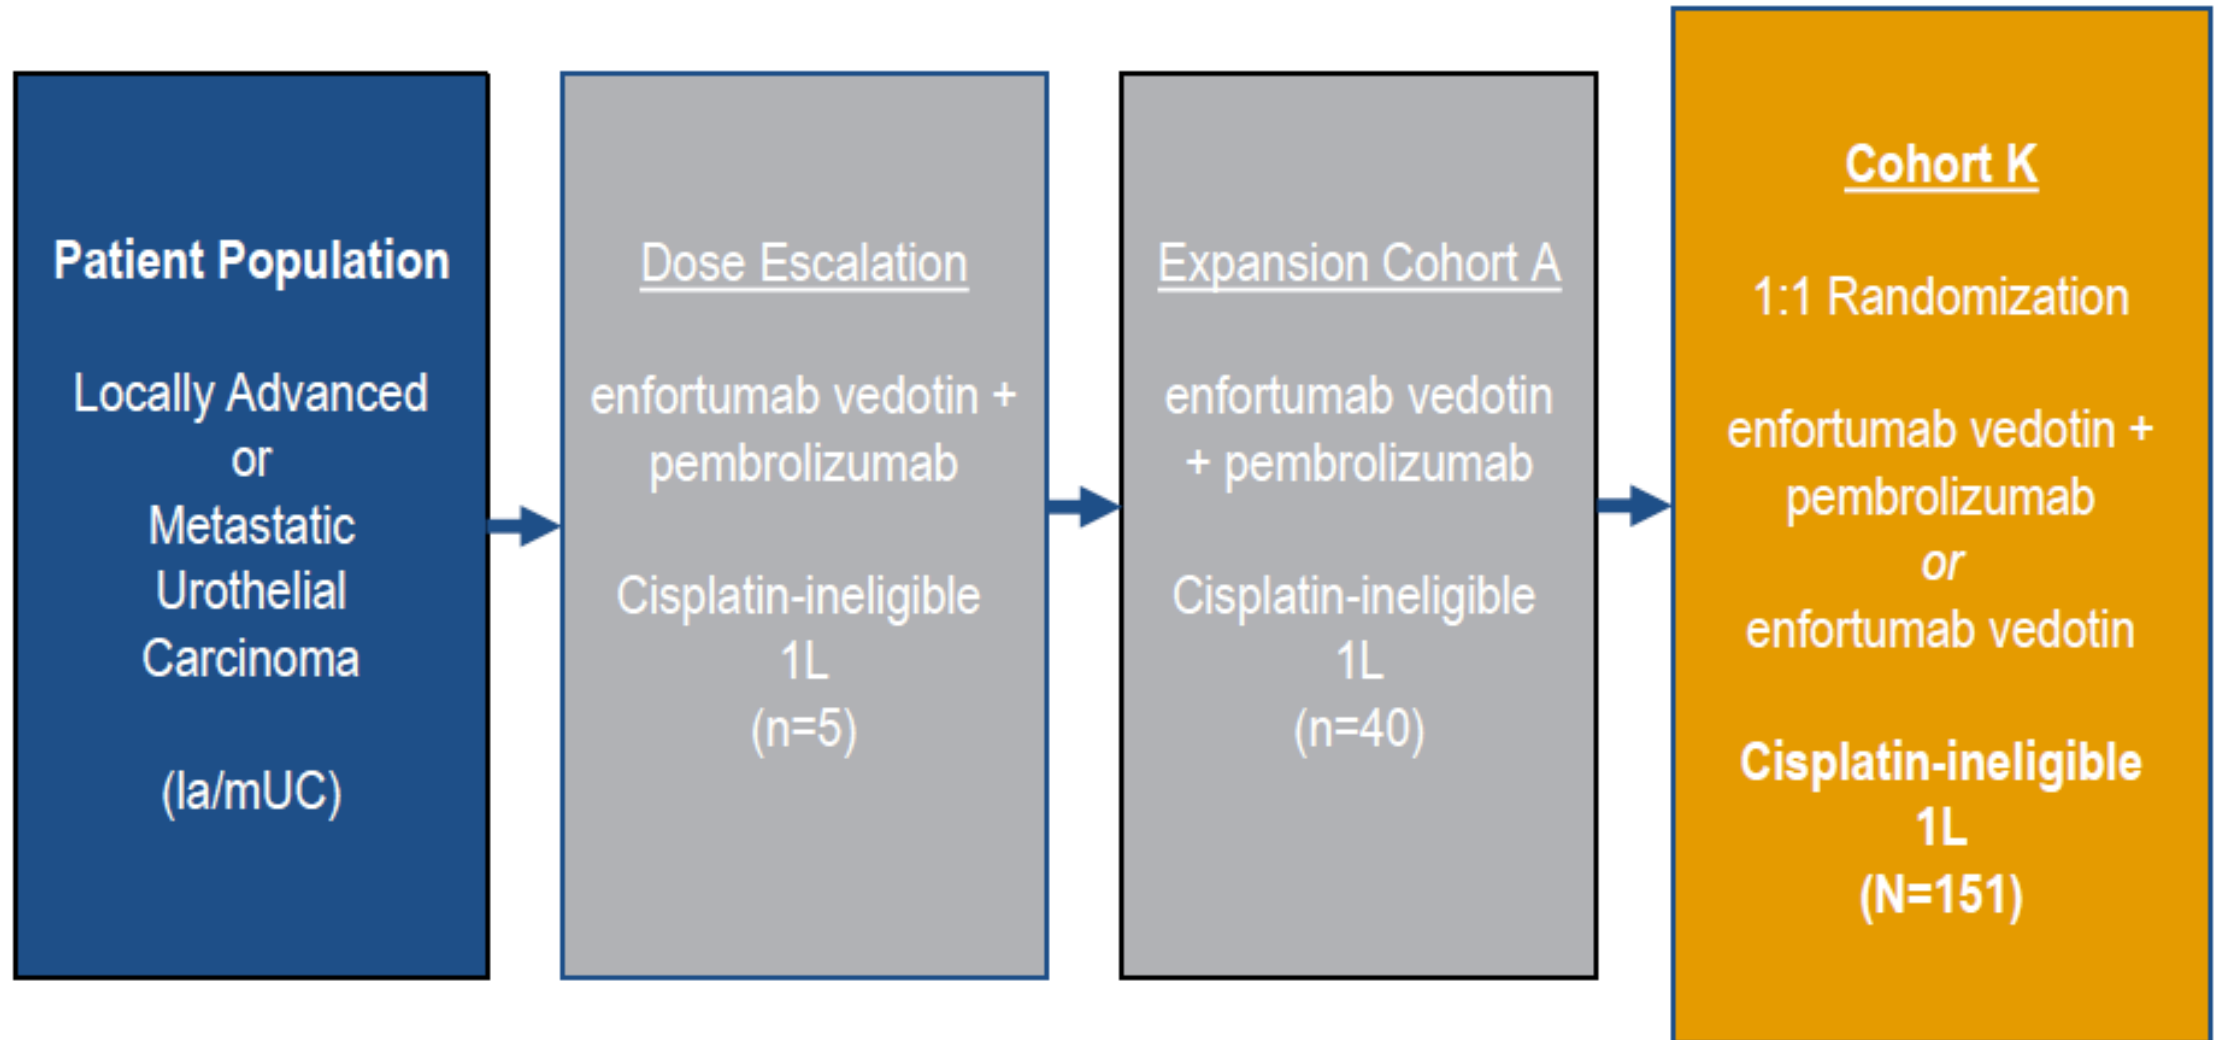 Patient Population
Locally Advanced
or
Metastatic
Urothelial
Carcinoma
(la/mUC)
Dose Escalation
enfortumab vedotin +
pembrolizumab
Cisplatin-ineligible
1L
(n=5)
Expansion Cohort A
enfortumab vedotin
+ pembrolizumab
Cisplatin-ineligible
1L
(n=40)
Cohort K
1:1 Randomization
enfortumab vedotin +
pembrolizumab
or
enfortumab vedotin
Cisplatin-ineligible
1L
(N=151)